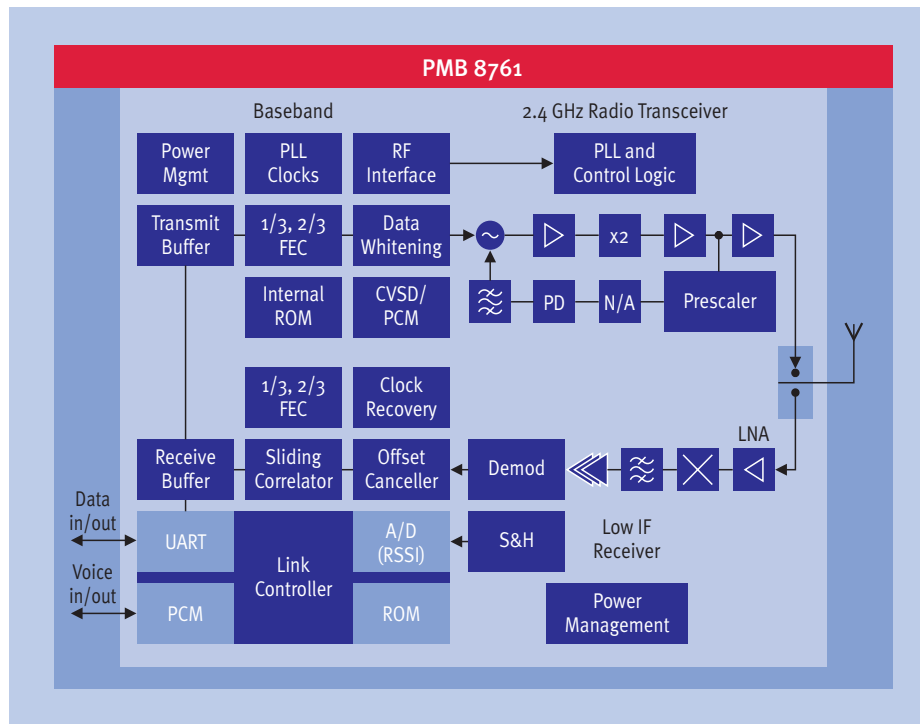 PMB 8761
Baseband
2.4 GHz Radio Transceiver
Power
Mgmt
PLL
Clocks
RF
Interface
PLL and
Control Logic
Transmit
Buffer
1/3, 2/3
FEC
Data
Whitening
x2
Internal
ROM
CVSD/
PCM
PD
N/A
Prescaler
1/3, 2/3
FEC
Clock
Recovery
LNA
Receive
Buffer
Sliding
Correlator
Offset
Canceller
Demod
Data
in/out
UART
Link
Controller
A/D
(RSSI)
S&H
Low IF
Receiver
Voice
in/out
PCM
ROM
Power
Management